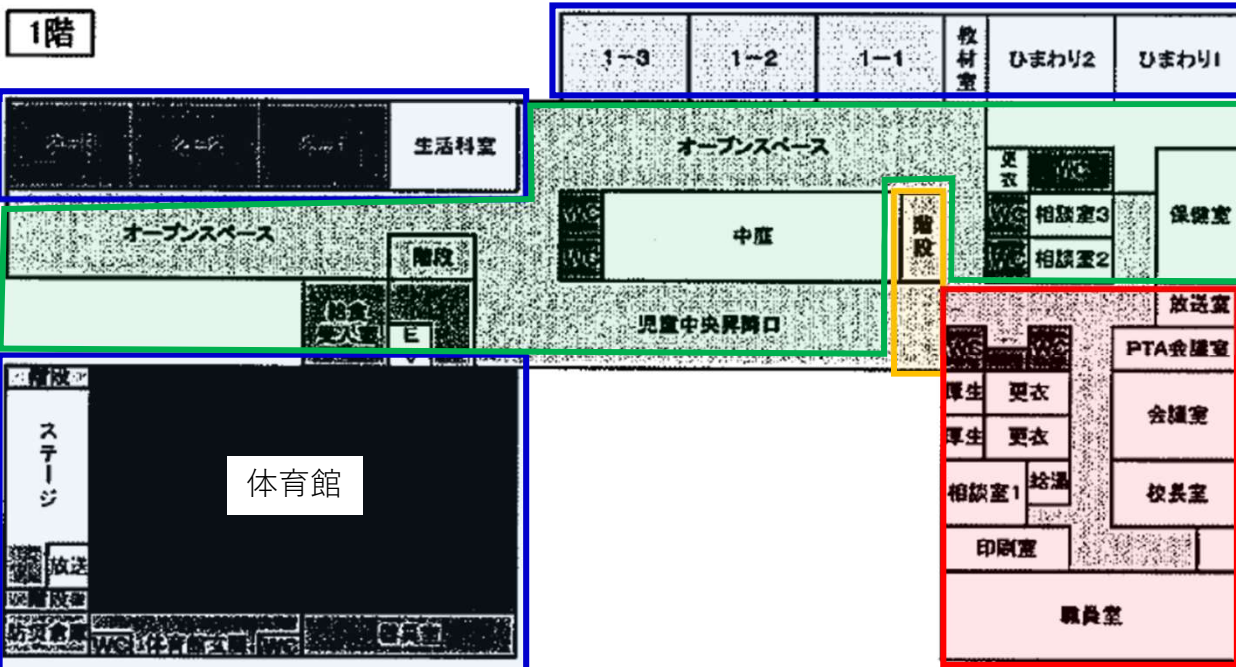 1階
1-3
1-2
1-1
教材室
ひまわり2
ひまわり1
生活科室
オープンスペース
更衣
WC
WC
相談室3
保健室
オープンスペース
階段
WC
中庭
階段
WC
相談室2
給食
児童中央昇降口
放送室
E
V
WC
WC
PTA会議室
階段
厚生
更衣
会議室
ステージ
厚生
更衣
体育館
相談室1
給湯
校長室
印刷室
放送
階段
防災倉庫
WC
体育館玄関
WC
職員室